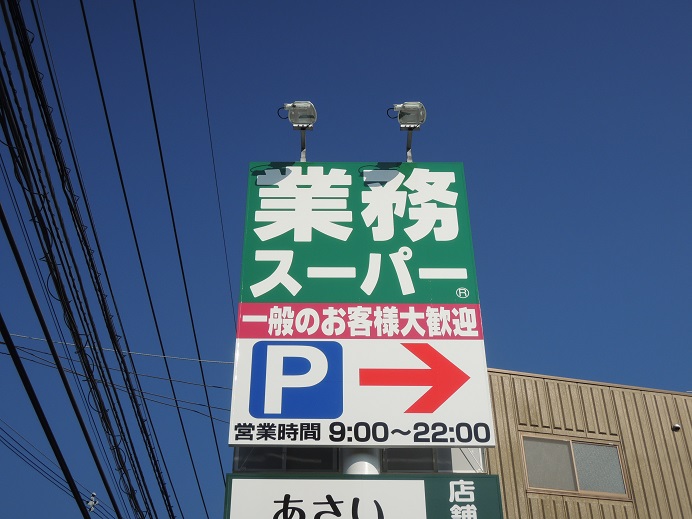 業務
スーパー
®
一般のお客様大歓迎
P
営業時間 9:00～22:00
あさい
店舗